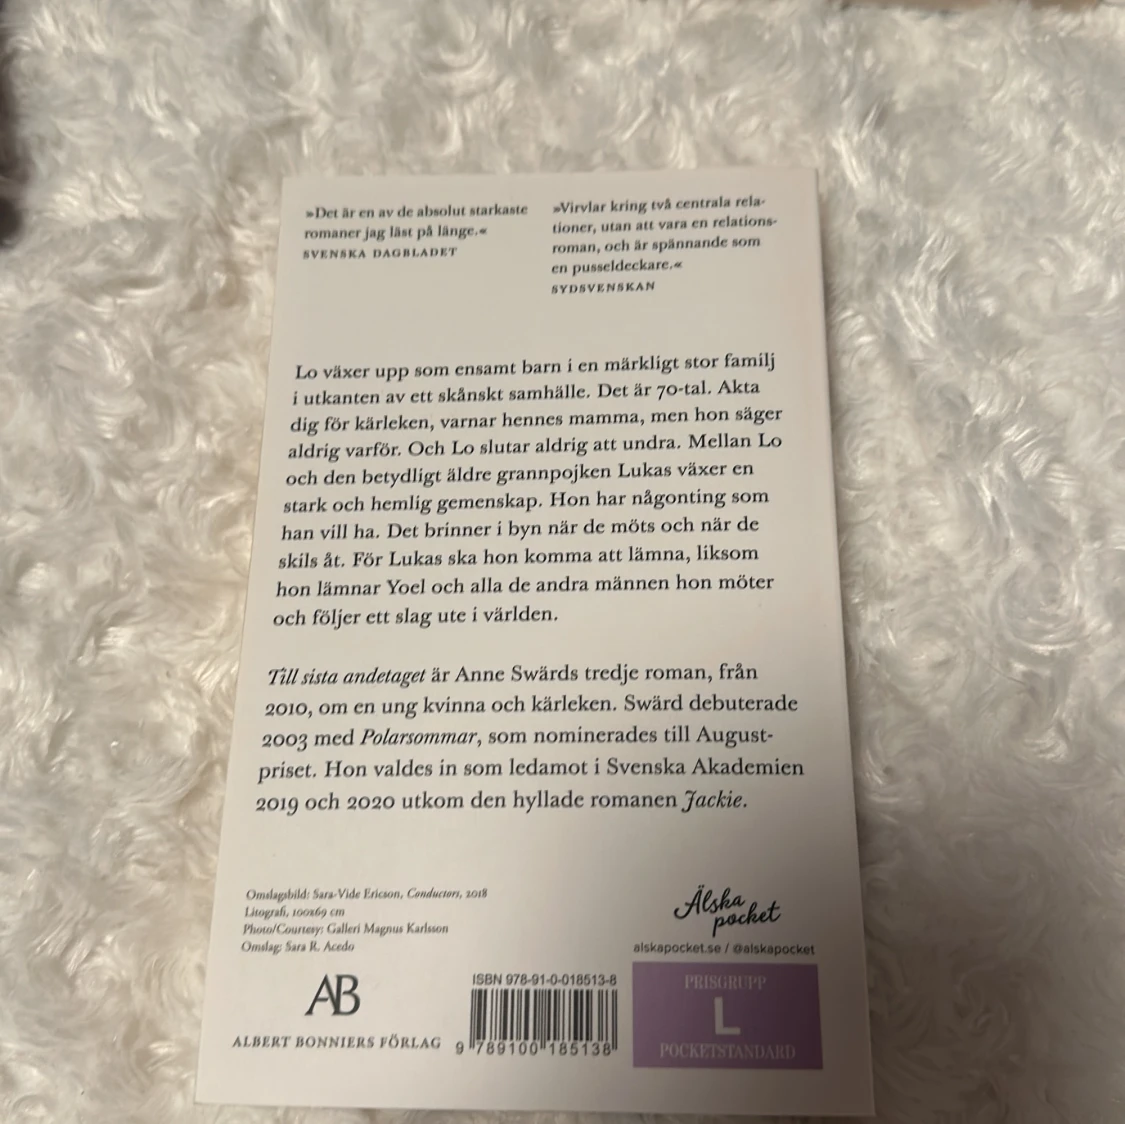 »Det är en av de absolut starkaste
romaner jag läst på länge.«
SVENSKA DAGBLADET
»Virvlar kring två centrala rela-
tioner, utan att vara en relations-
roman, och är spännande som
en pusseldeckare.«
SYDSVENSKAN
Lo växer upp som ensamt barn i en märkligt stor familj
i utkanten av ett skånskt samhälle. Det är 70-tal. Akta
dig för kärleken, varnar hennes mamma, men hon säger
aldrig varför. Och Lo slutar aldrig att undra. Mellan Lo
och den betydligt äldre grannpojken Lukas växer en
stark och hemlig gemenskap. Hon har någonting som
han vill ha. Det brinner i byn när de möts och när de
skils åt. För Lukas ska hon komma att lämna, liksom
hon lämnar Yoel och alla de andra männen hon möter
och följer ett slag ute i världen.
Till sista andetaget är Anne Swärds tredje roman, från
2010, om en ung kvinna och kärleken. Swärd debuterade
2003 med Polarsommar, som nominerades till August-
priset. Hon valdes in som ledamot i Svenska Akademien
2019 och 2020 utkom den hyllade romanen Jackie.
Omslagsbild: Sara-Vide Ericson, Conductors, 2018
Litografi, 100x69 cm
Photo/Courtesy: Galleri Magnus Karlsson
Omslag: Sara R. Acedo
AB
ALBERT BONNIERS FÖRLAG
ISBN 978-91-0-018513-8
9 789100 185138
Älska
pocket
alskapocket.se / @alskapocket
PRISGRUPP
L
POCKETSTANDARD